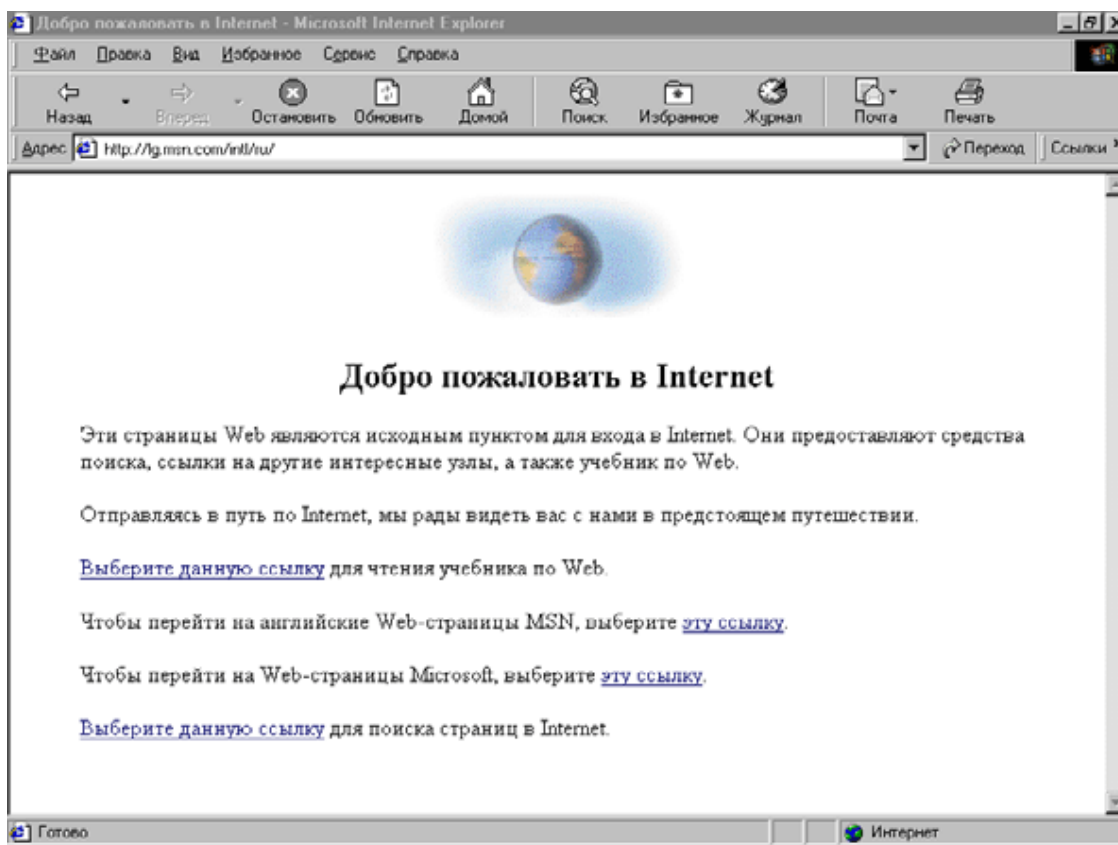 Добро пожаловать в Internet - Microsoft Internet Explorer
Файл Правка Вид Избранное Сервис Справка
Назад Вперед Остановить Обновить Домой Поиск Избранное Журнал Почта Печать
Адрес http://lg.msn.com/intl/ru/ Переход Ссылки
Добро пожаловать в Internet
Эти страницы Web являются исходным пунктом для входа в Internet. Они предоставляют средства
поиска, ссылки на другие интересные узлы, а также учебник по Web.
Отправляясь в путь по Internet, мы рады видеть вас с нами в предстоящем путешествии.
Выберите данную ссылку для чтения учебника по Web.
Чтобы перейти на английские Web-страницы MSN, выберите эту ссылку.
Чтобы перейти на Web-страницы Microsoft, выберите эту ссылку.
Выберите данную ссылку для поиска страниц в Internet.
Готово Интернет